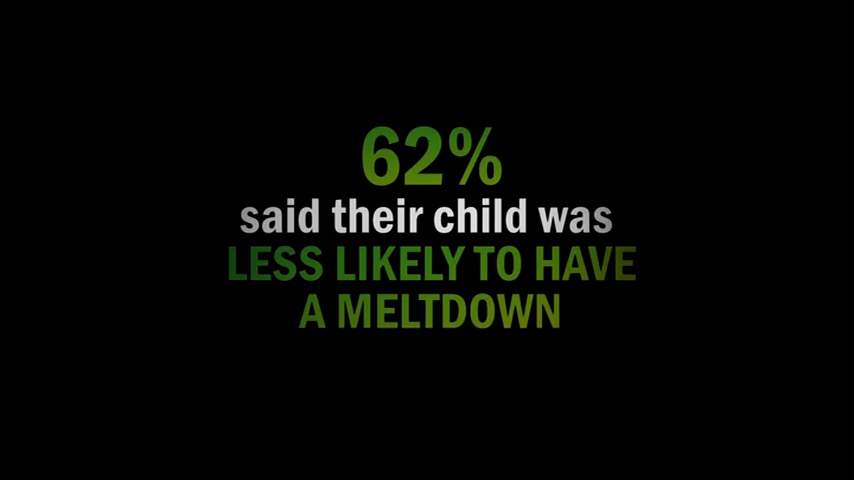 62%
said their child was
LESS LIKELY TO HAVE
A MELTDOWN